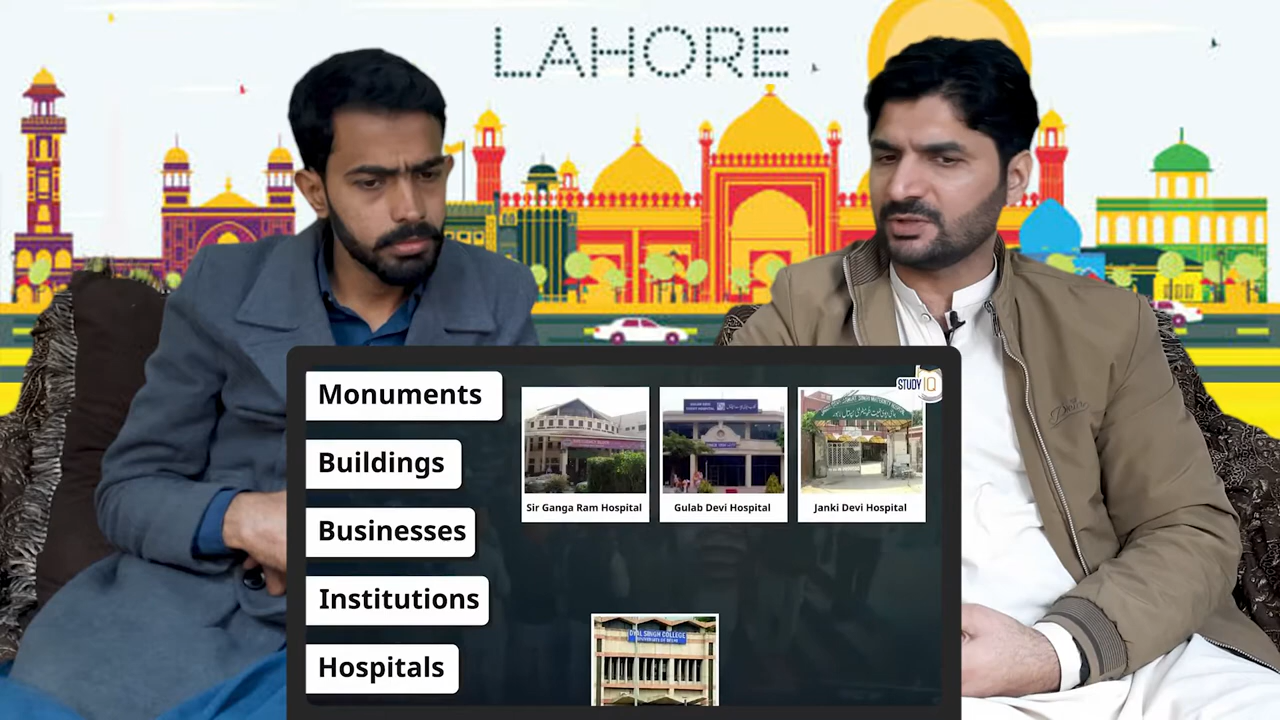 LAHORE
STUDY IQ
Monuments
Buildings
Businesses
Institutions
Hospitals
Sir Ganga Ram Hospital
Gulab Devi Hospital
Janki Devi Hospital
DYAL SINGH COLLEGE